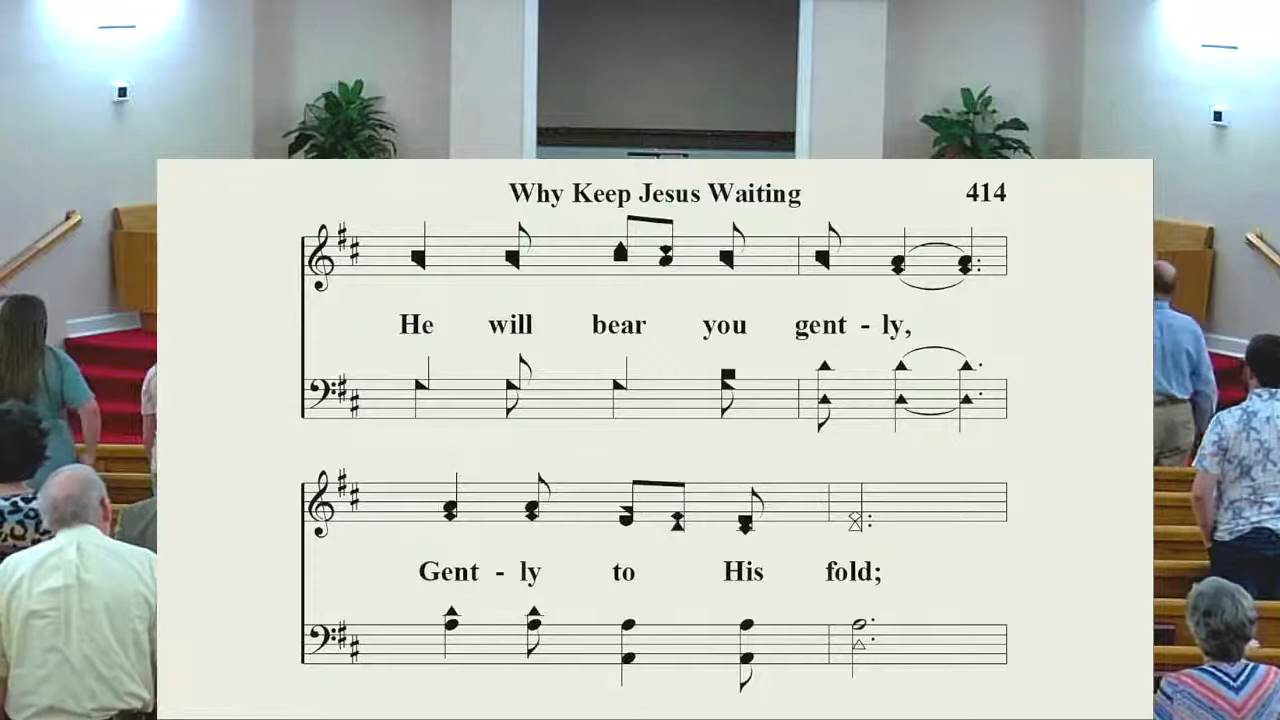 Why Keep Jesus Waiting 414
He will bear you gent - ly,
Gent - ly to His fold;